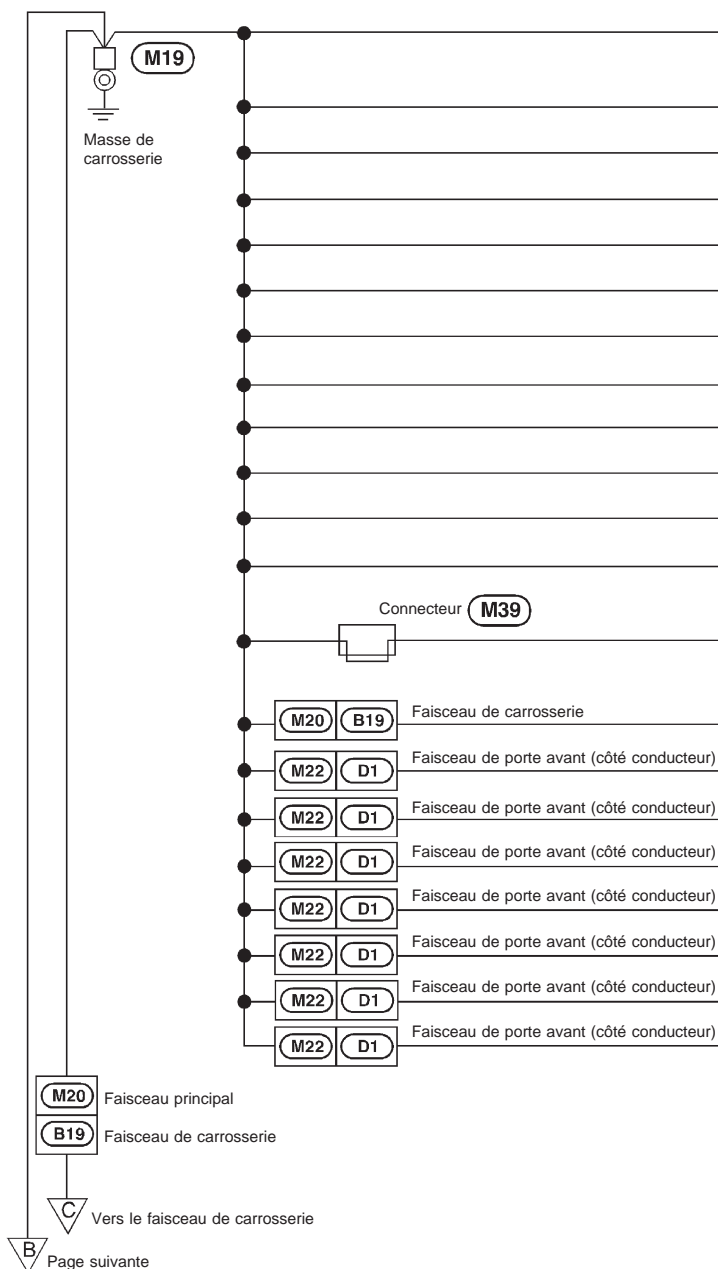 M19
Masse de
carrosserie
Connecteur M39
M20 B19 Faisceau de carrosserie
M22 D1 Faisceau de porte avant (côté conducteur)
M22 D1 Faisceau de porte avant (côté conducteur)
M22 D1 Faisceau de porte avant (côté conducteur)
M22 D1 Faisceau de porte avant (côté conducteur)
M22 D1 Faisceau de porte avant (côté conducteur)
M22 D1 Faisceau de porte avant (côté conducteur)
M22 D1 Faisceau de porte avant (côté conducteur)
M20 Faisceau principal
B19 Faisceau de carrosserie
C Vers le faisceau de carrosserie
B Page suivante